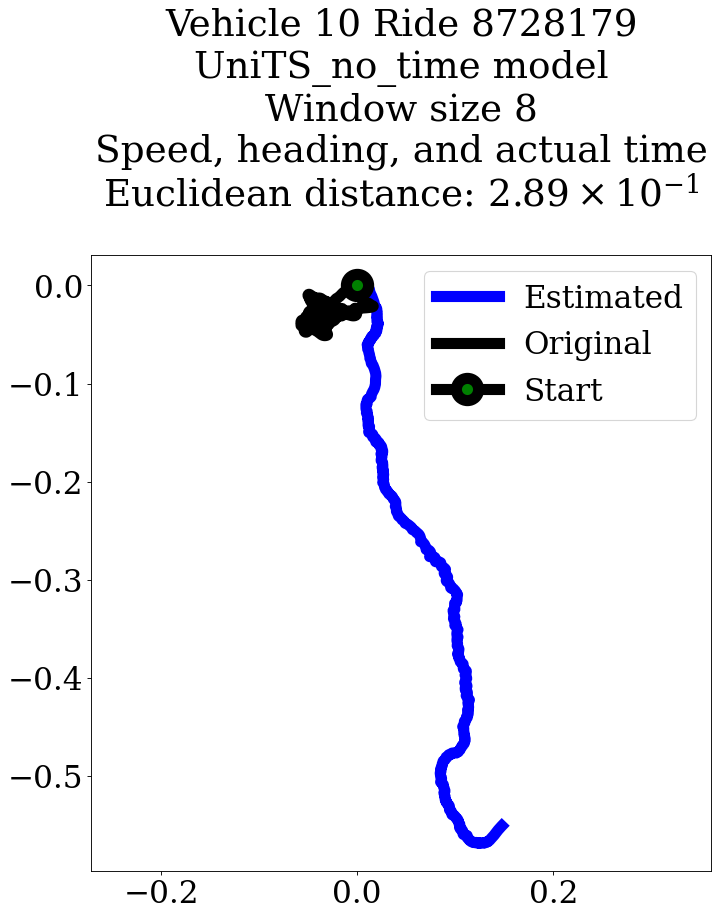 Vehicle 10 Ride 8728179
UniTS_no_time model
Window size 8
Speed, heading, and actual time
Euclidean distance: 2.89 × 10⁻¹
Estimated
Original
Start
0.0
−0.1
−0.2
−0.3
−0.4
−0.5
−0.2 0.0 0.2